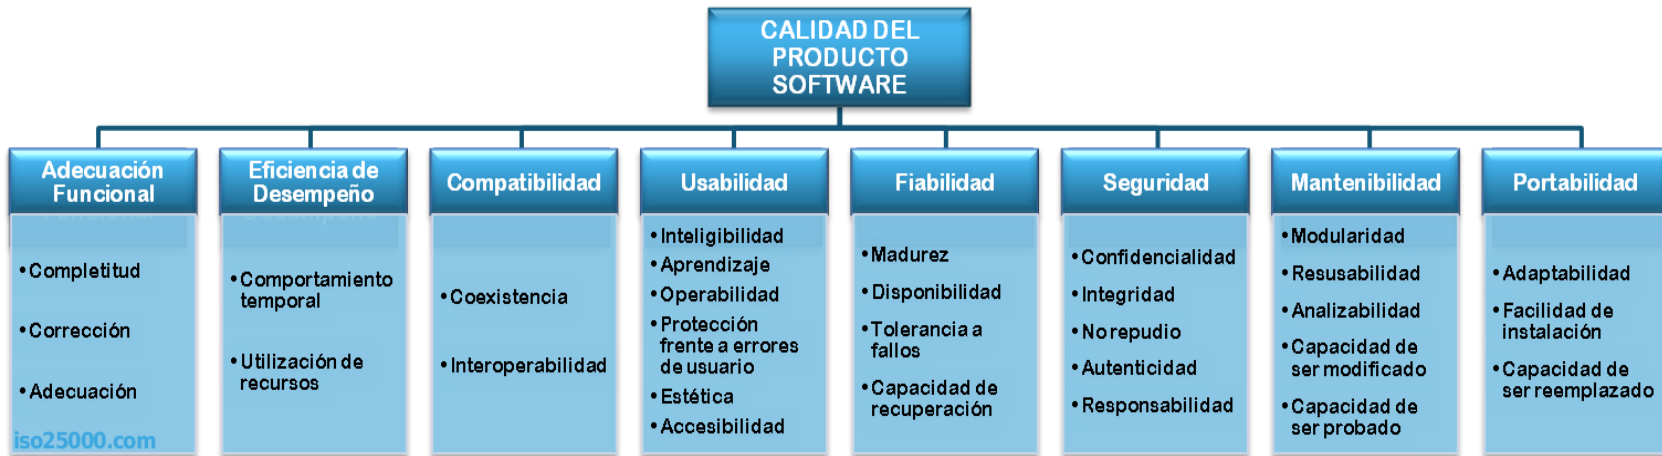 CALIDAD DEL
PRODUCTO
SOFTWARE
Adecuación
Funcional
• Completitud
• Corrección
• Adecuación
Eficiencia de
Desempeño
• Comportamiento
temporal
• Utilización de
recursos
Compatibilidad
• Coexistencia
• Interoperabilidad
Usabilidad
• Inteligibilidad
• Aprendizaje
• Operabilidad
• Protección
frente a errores
de usuario
• Estética
• Accesibilidad
Fiabilidad
• Madurez
• Disponibilidad
• Tolerancia a
fallos
• Capacidad de
recuperación
Seguridad
• Confidencialidad
• Integridad
• No repudio
• Autenticidad
• Responsabilidad
Mantenibilidad
• Modularidad
• Resusabilidad
• Analizabilidad
• Capacidad de
ser modificado
• Capacidad de
ser probado
Portabilidad
• Adaptabilidad
• Facilidad de
instalación
• Capacidad de
ser reemplazado
iso25000.com